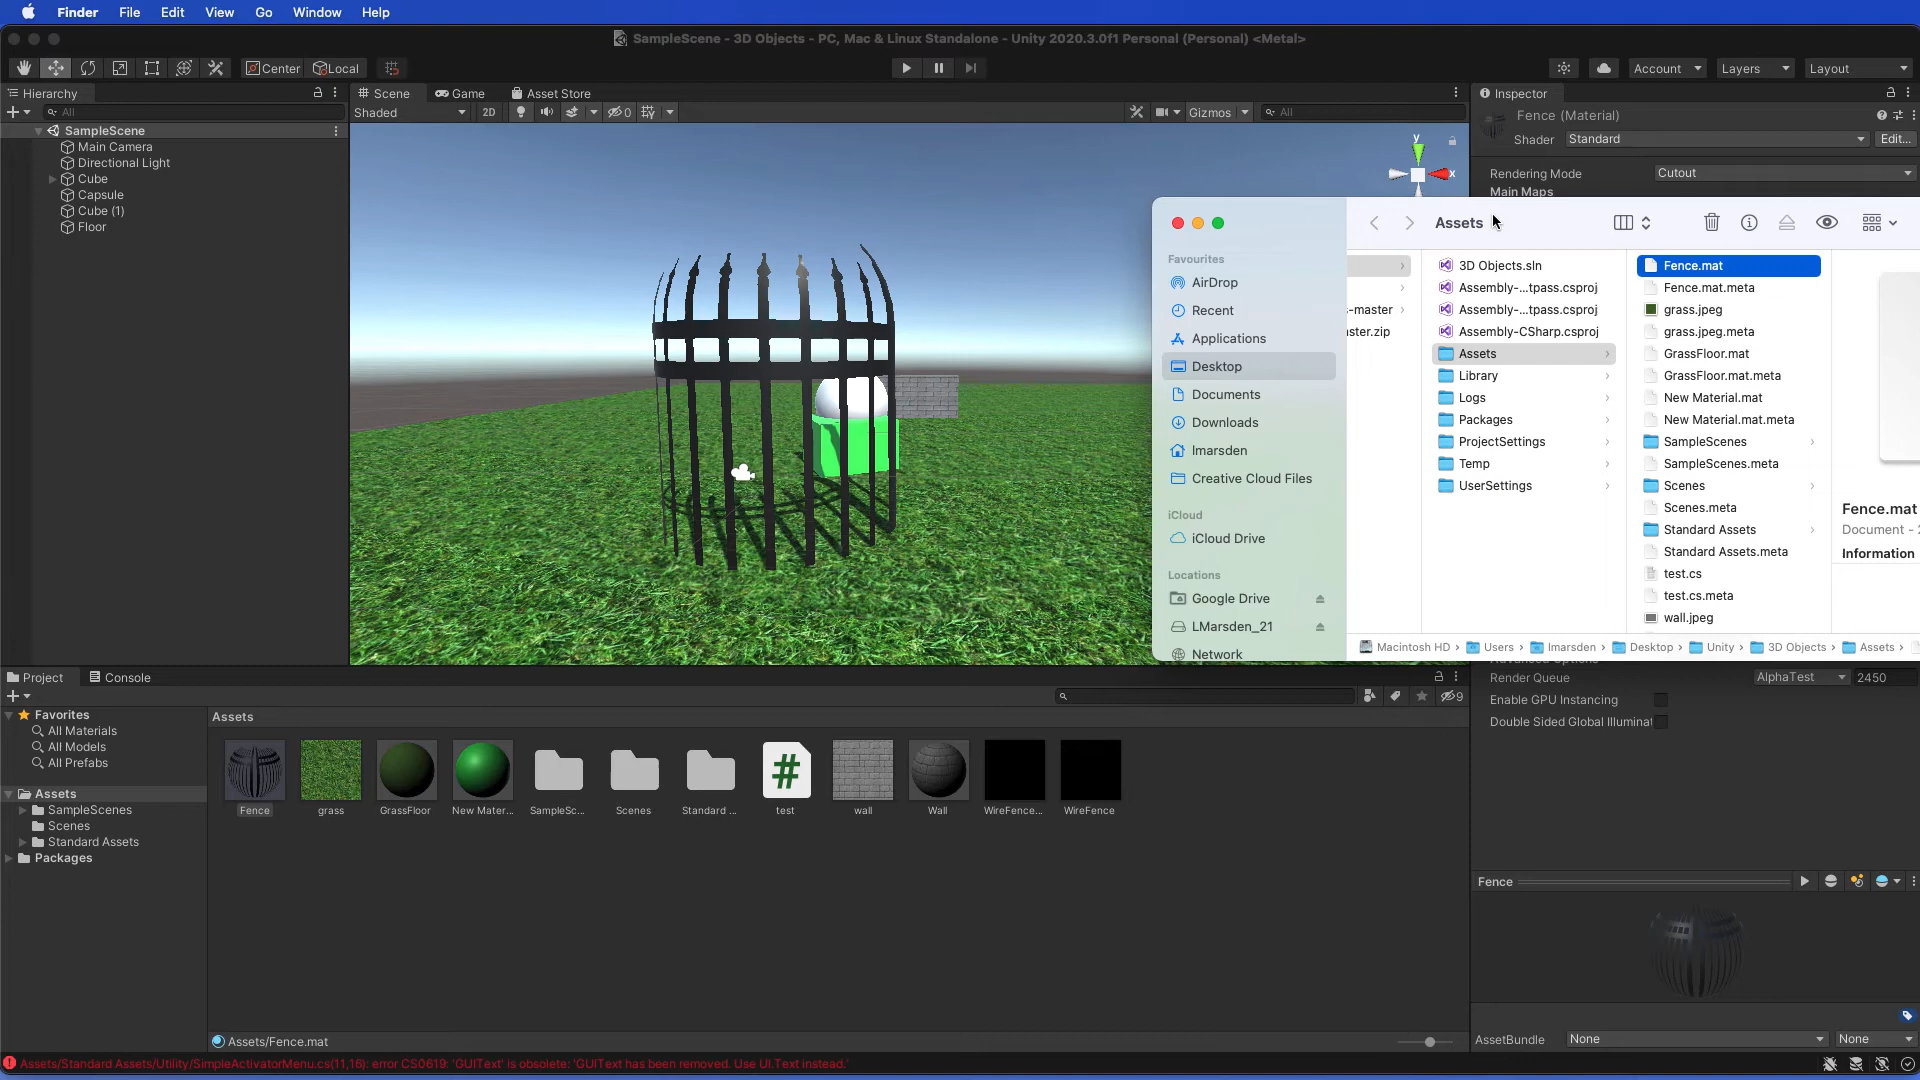 Finder File Edit View Go Window Help
SampleScene - 3D Objects - PC, Mac & Linux Standalone - Unity 2020.3.0f1 Personal (Personal) <Metal>
Center Local Account Layers Layout
Hierarchy
All
SampleScene
Main Camera
Directional Light
Cube
Capsule
Cube (1)
Floor
Scene Game Asset Store
Shaded 2D 0 Gizmos All
y
x
Inspector
Fence (Material)
Shader Standard Edit...
Rendering Mode Cutout
Main Maps
Assets
Favourites
AirDrop
Recent
Applications
Desktop
Documents
Downloads
lmarsden
Creative Cloud Files
iCloud
iCloud Drive
Locations
Google Drive
LMarsden_21
Network
-master
ster.zip
3D Objects.sln
Assembly-...tpass.csproj
Assembly-...tpass.csproj
Assembly-CSharp.csproj
Assets
Library
Logs
Packages
ProjectSettings
Temp
UserSettings
Fence.mat
Fence.mat.meta
grass.jpeg
grass.jpeg.meta
GrassFloor.mat
GrassFloor.mat.meta
New Material.mat
New Material.mat.meta
SampleScenes
SampleScenes.meta
Scenes
Scenes.meta
Standard Assets
Standard Assets.meta
test.cs
test.cs.meta
wall.jpeg
Fence.mat
Document -
Information
Macintosh HD Users lmarsden Desktop Unity 3D Objects Assets
Render Queue AlphaTest 2450
Enable GPU Instancing
Double Sided Global Illuminat
Project Console
9
Favorites
All Materials
All Models
All Prefabs
Assets
SampleScenes
Scenes
Standard Assets
Packages
Assets
Fence grass GrassFloor New Mater... SampleSc... Scenes Standard ... test wall Wall WireFence... WireFence
Assets/Fence.mat
Fence
AssetBundle None None
Assets/Standard Assets/Utility/SimpleActivatorMenu.cs(11,16): error CS0619: 'GUIText' is obsolete: 'GUIText has been removed. Use UI.Text instead.'